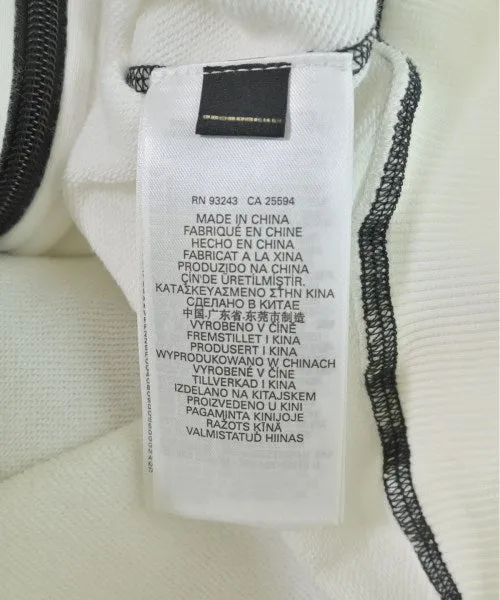 RN 93243 CA 25594
MADE IN CHINA
FABRIQUÉ EN CHINE
HECHO EN CHINA
FABRICAT A LA XINA
PRODUZIDO NA CHINA
ÇİN'DE ÜRETİLMİŞTİR.
ΚΑΤΑΣΚΕΥΑΣΜΕΝΟ ΣΤΗΝ ΚΙΝΑ
СДЕЛАНО В КИТАЕ
中国.广东省.东莞市制造
VYROBENO V ČÍNĚ
FREMSTILLET I KINA
PRODUSERT I KINA
WYPRODUKOWANO W CHINACH
VYROBENÉ V ČÍNE
TILLVERKAD I KINA
IZDELANO NA KITAJSKEM
PROIZVEDENO U KINI
PAGAMINTA KINIJOJE
RAŽOTS ĶĪNĀ
VALMISTATUD HIINAS